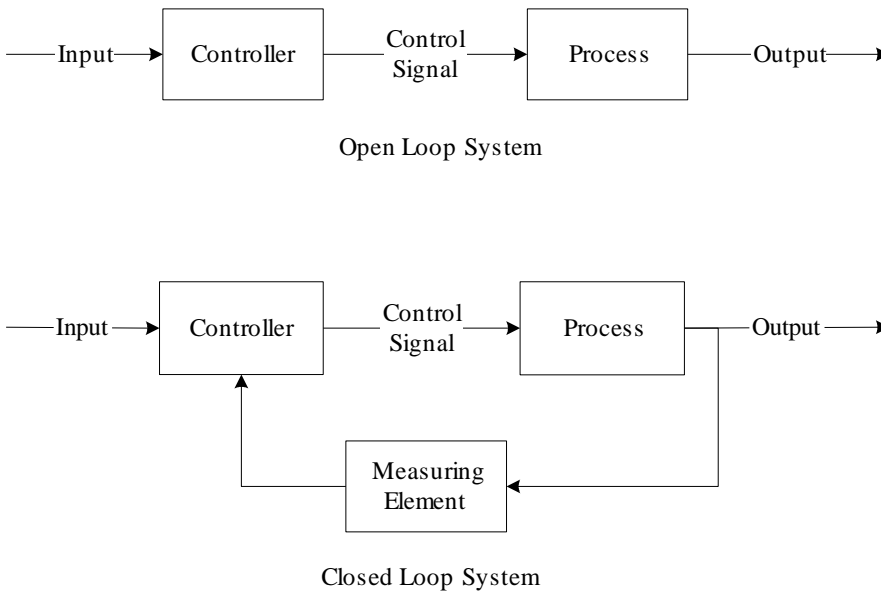 Input
Controller
Control
Signal
Process
Output
Open Loop System
Input
Controller
Control
Signal
Process
Output
Measuring
Element
Closed Loop System